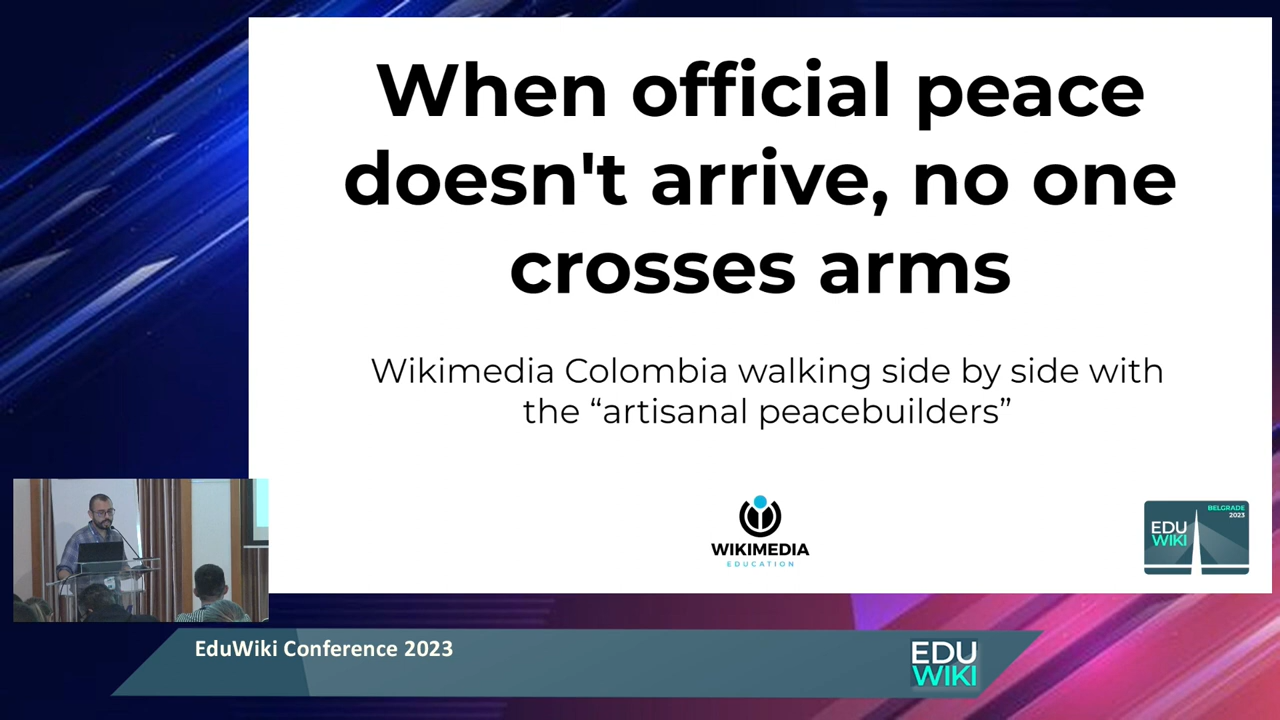 When official peace
doesn't arrive, no one
crosses arms
Wikimedia Colombia walking side by side with
the “artisanal peacebuilders”
WIKIMEDIA
EDUCATION
BELGRADE
2023
EDU
WIKI
EduWiki Conference 2023
EDU
WIKI